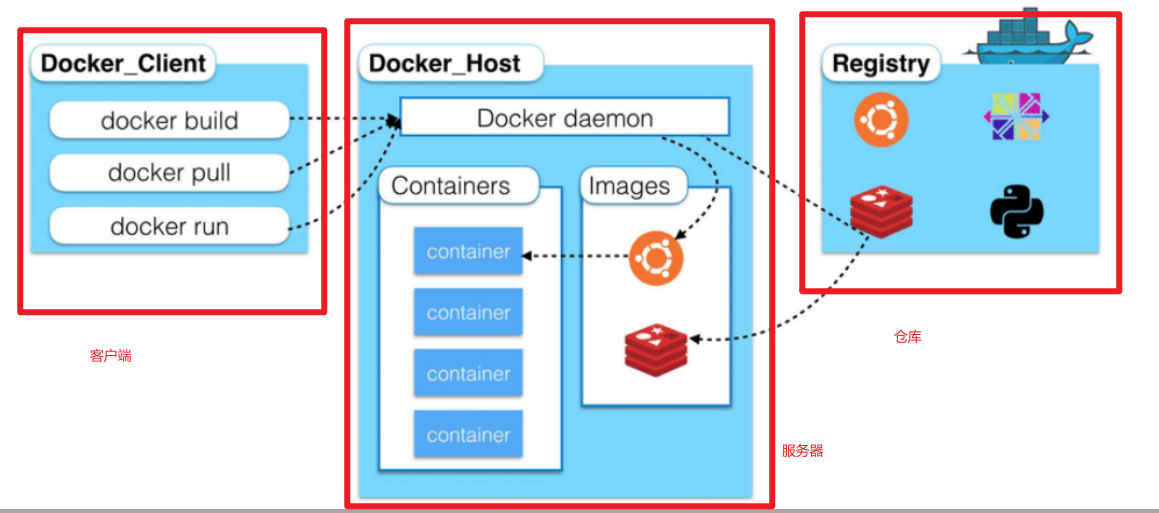 Docker_Client
docker build
docker pull
docker run
客户端
Docker_Host
Docker daemon
Containers
container
container
container
container
Images
服务器
Registry
仓库